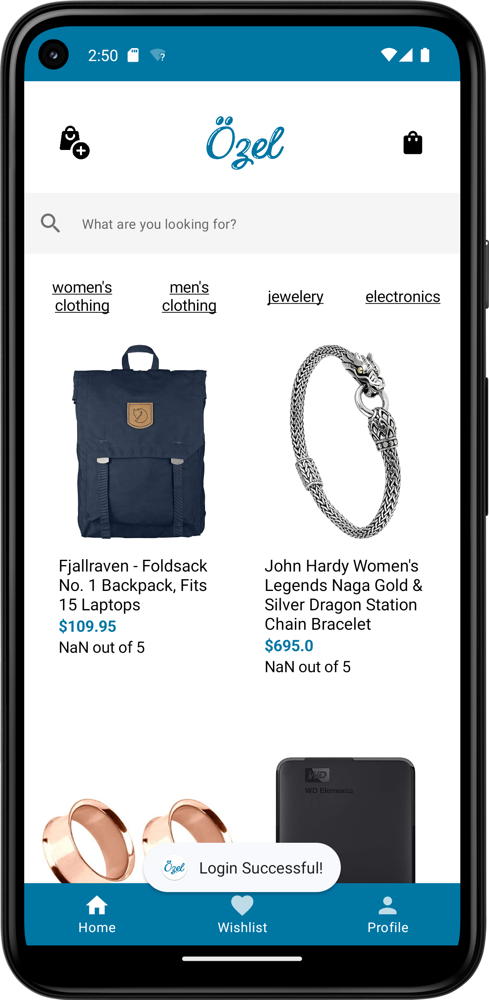 2:50
Özel
What are you looking for?
women's
clothing
men's
clothing
jewelery
electronics
Fjallraven - Foldsack
No. 1 Backpack, Fits
15 Laptops
$109.95
NaN out of 5
John Hardy Women's
Legends Naga Gold &
Silver Dragon Station
Chain Bracelet
$695.0
NaN out of 5
WD
WD Elements
Özel Login Successful!
Home
Wishlist
Profile